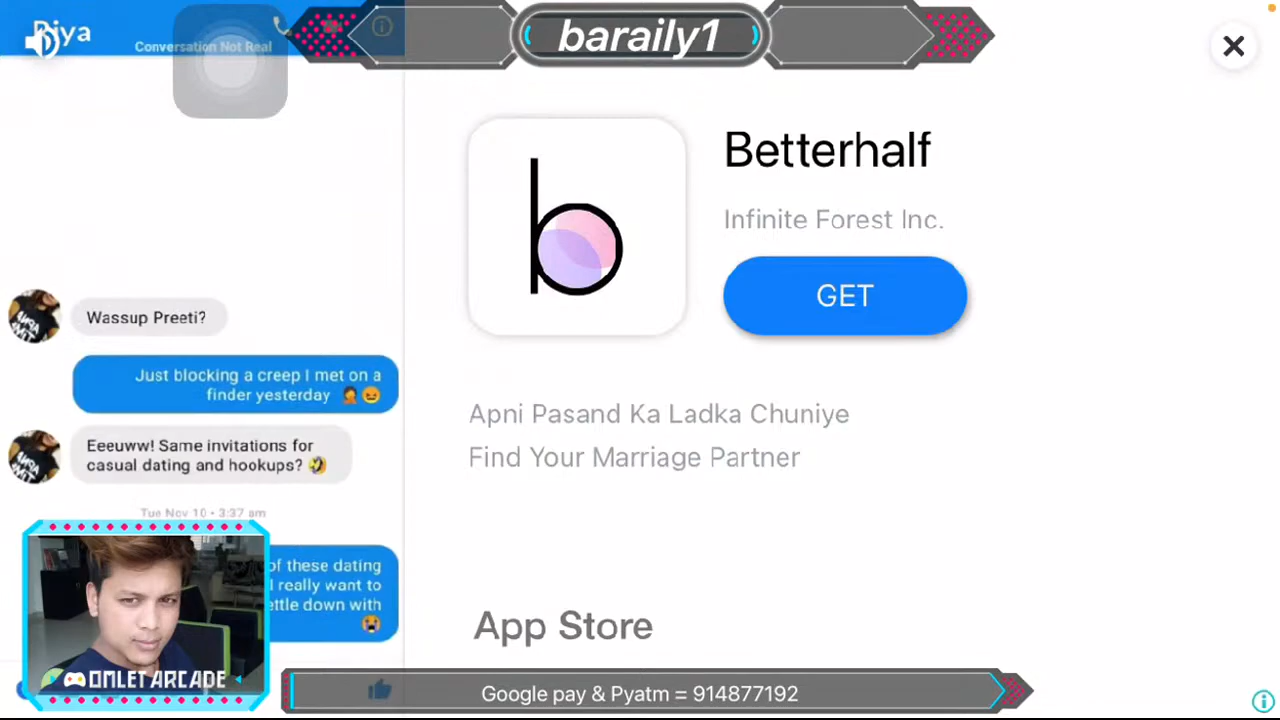 Diya
Conversation Not Real
baraily1
Betterhalf
Infinite Forest Inc.
GET
Wassup Preeti?
Just blocking a creep I met on a
finder yesterday 🤦 😖
Eeeuww! Same invitations for
casual dating and hookups? 🤣
Apni Pasand Ka Ladka Chuniye
Find Your Marriage Partner
Tue Nov 10 • 3:37 am
of these dating
I really want to
ettle down with
😭
App Store
OMLET ARCADE
Google pay & Pyatm = 914877192